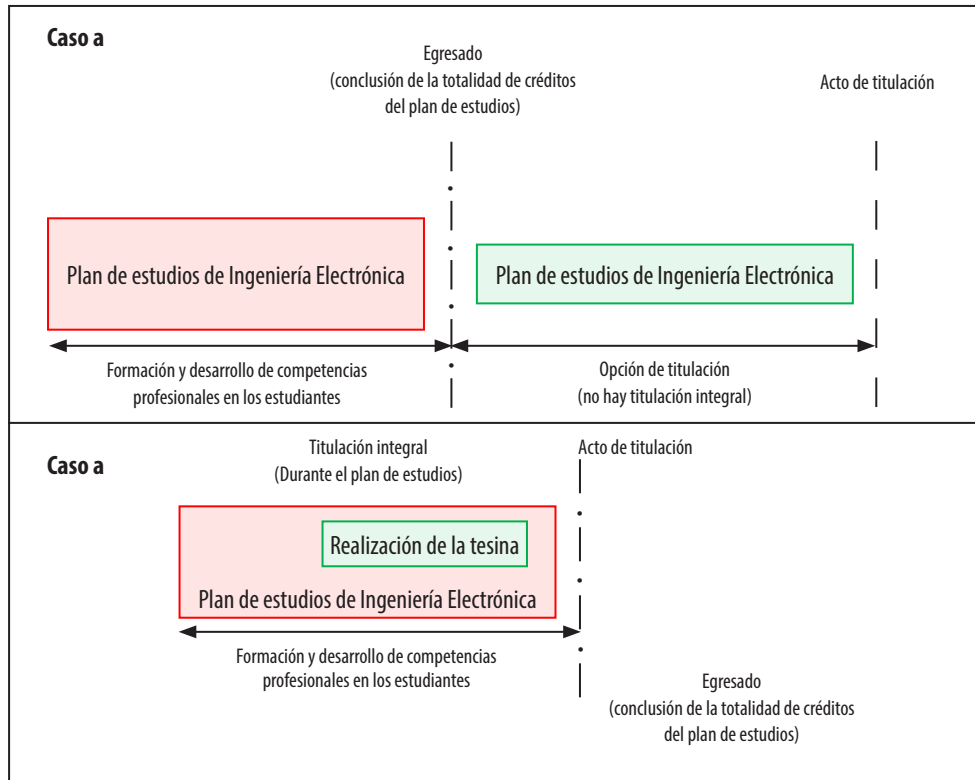 Caso a
Egresado
(conclusión de la totalidad de créditos
del plan de estudios)
Acto de titulación
Plan de estudios de Ingeniería Electrónica
Plan de estudios de Ingeniería Electrónica
Formación y desarrollo de competencias
profesionales en los estudiantes
Opción de titulación
(no hay titulación integral)
Caso a
Titulación integral
(Durante el plan de estudios)
Acto de titulación
Realización de la tesina
Plan de estudios de Ingeniería Electrónica
Formación y desarrollo de competencias
profesionales en los estudiantes
Egresado
(conclusión de la totalidad de créditos
del plan de estudios)